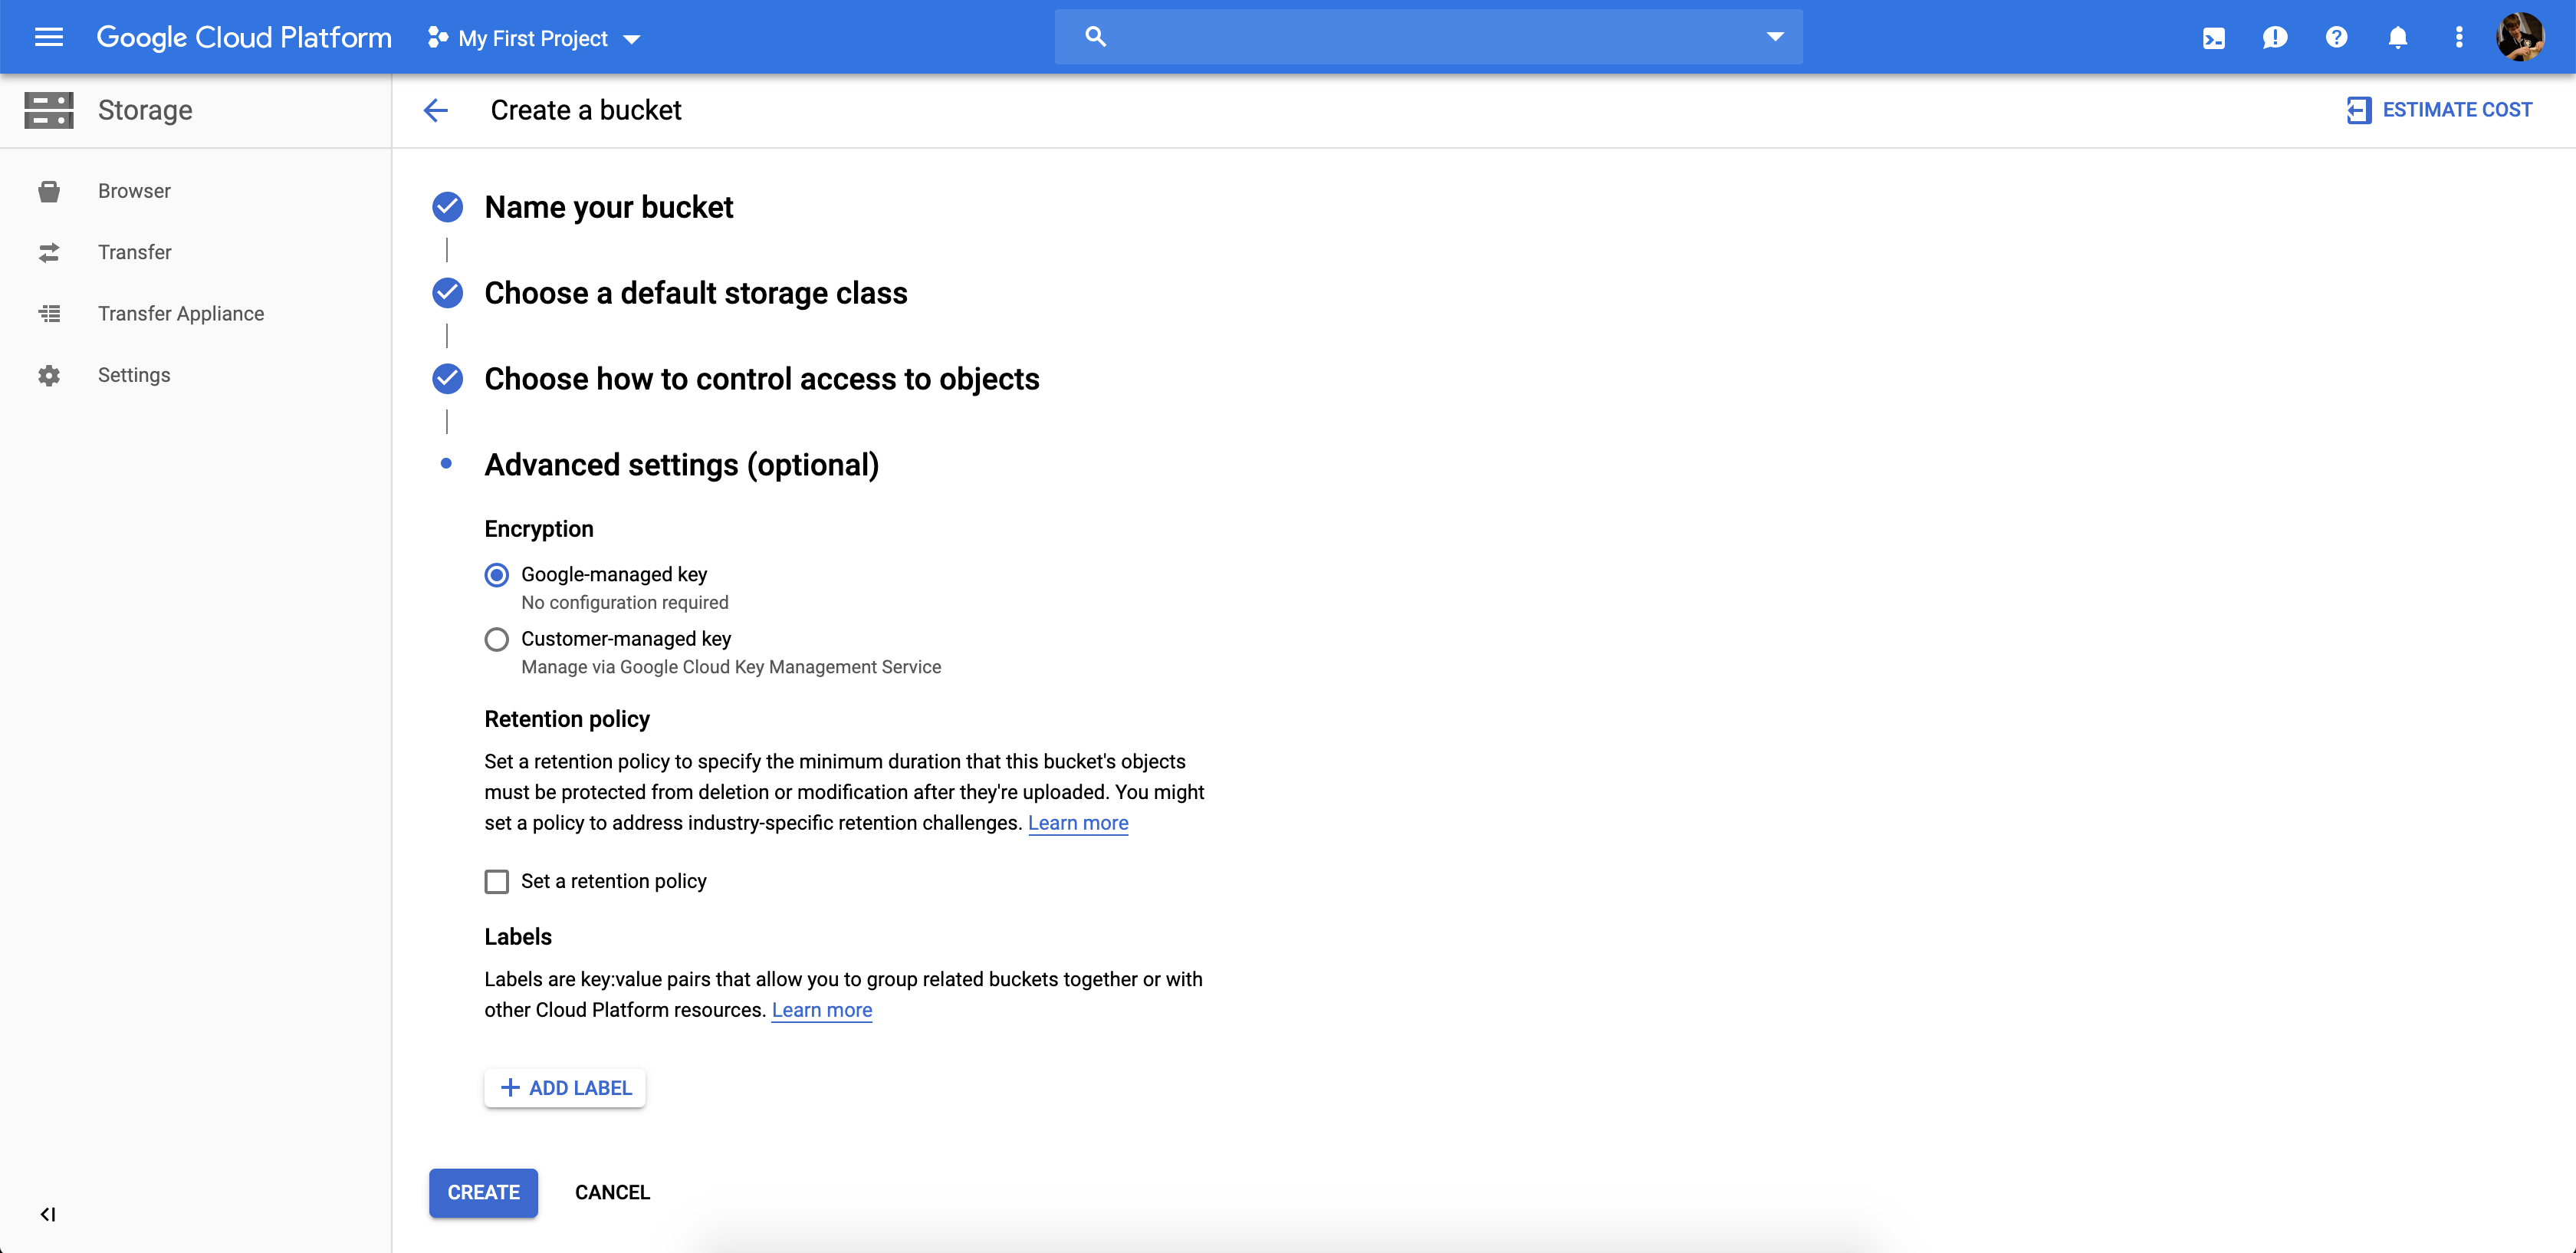 Google Cloud Platform
My First Project
Storage
Create a bucket
ESTIMATE COST
Browser
Transfer
Transfer Appliance
Settings
Name your bucket
Choose a default storage class
Choose how to control access to objects
Advanced settings (optional)
Encryption
Google-managed key
No configuration required
Customer-managed key
Manage via Google Cloud Key Management Service
Retention policy
Set a retention policy to specify the minimum duration that this bucket's objects
must be protected from deletion or modification after they're uploaded. You might
set a policy to address industry-specific retention challenges. Learn more
Set a retention policy
Labels
Labels are key:value pairs that allow you to group related buckets together or with
other Cloud Platform resources. Learn more
ADD LABEL
CREATE
CANCEL